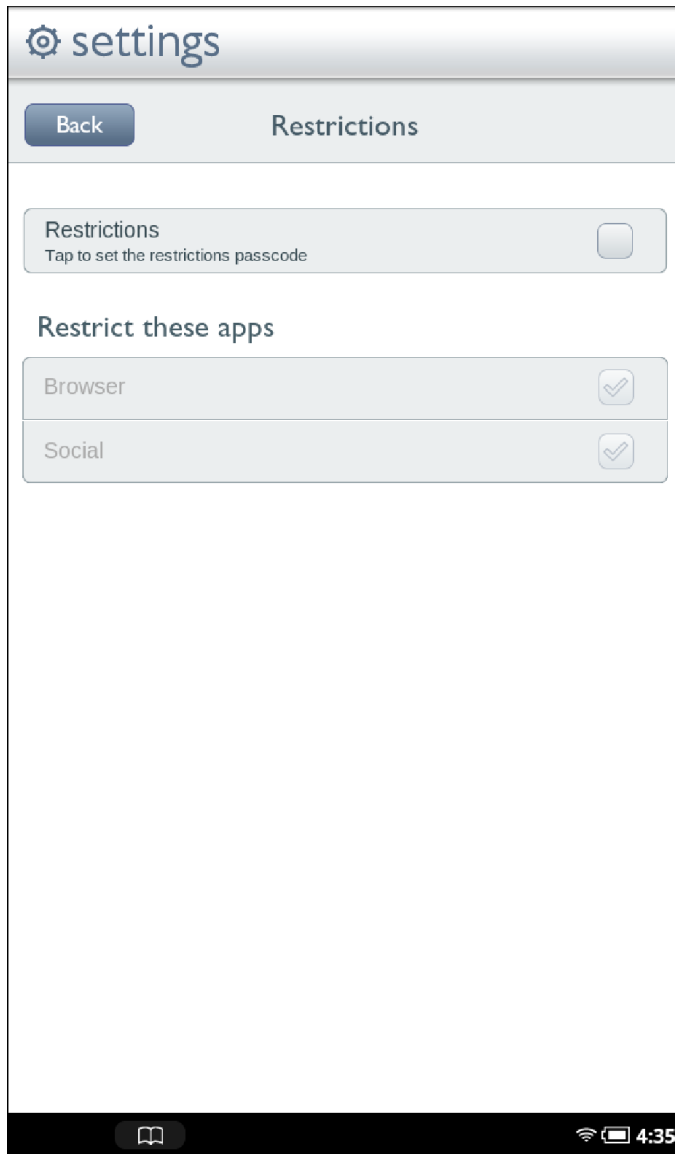 settings
Back
Restrictions
Restrictions
Tap to set the restrictions passcode
Restrict these apps
Browser
Social
4:35